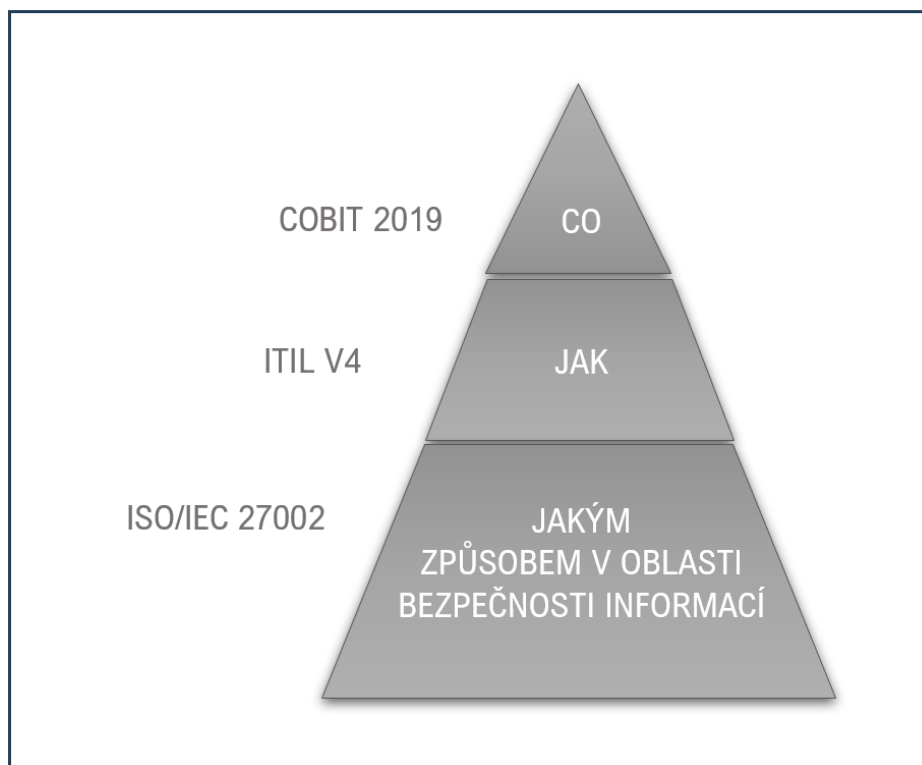 COBIT 2019
CO
ITIL V4
JAK
ISO/IEC 27002
JAKÝM
ZPŮSOBEM V OBLASTI
BEZPEČNOSTI INFORMACÍ